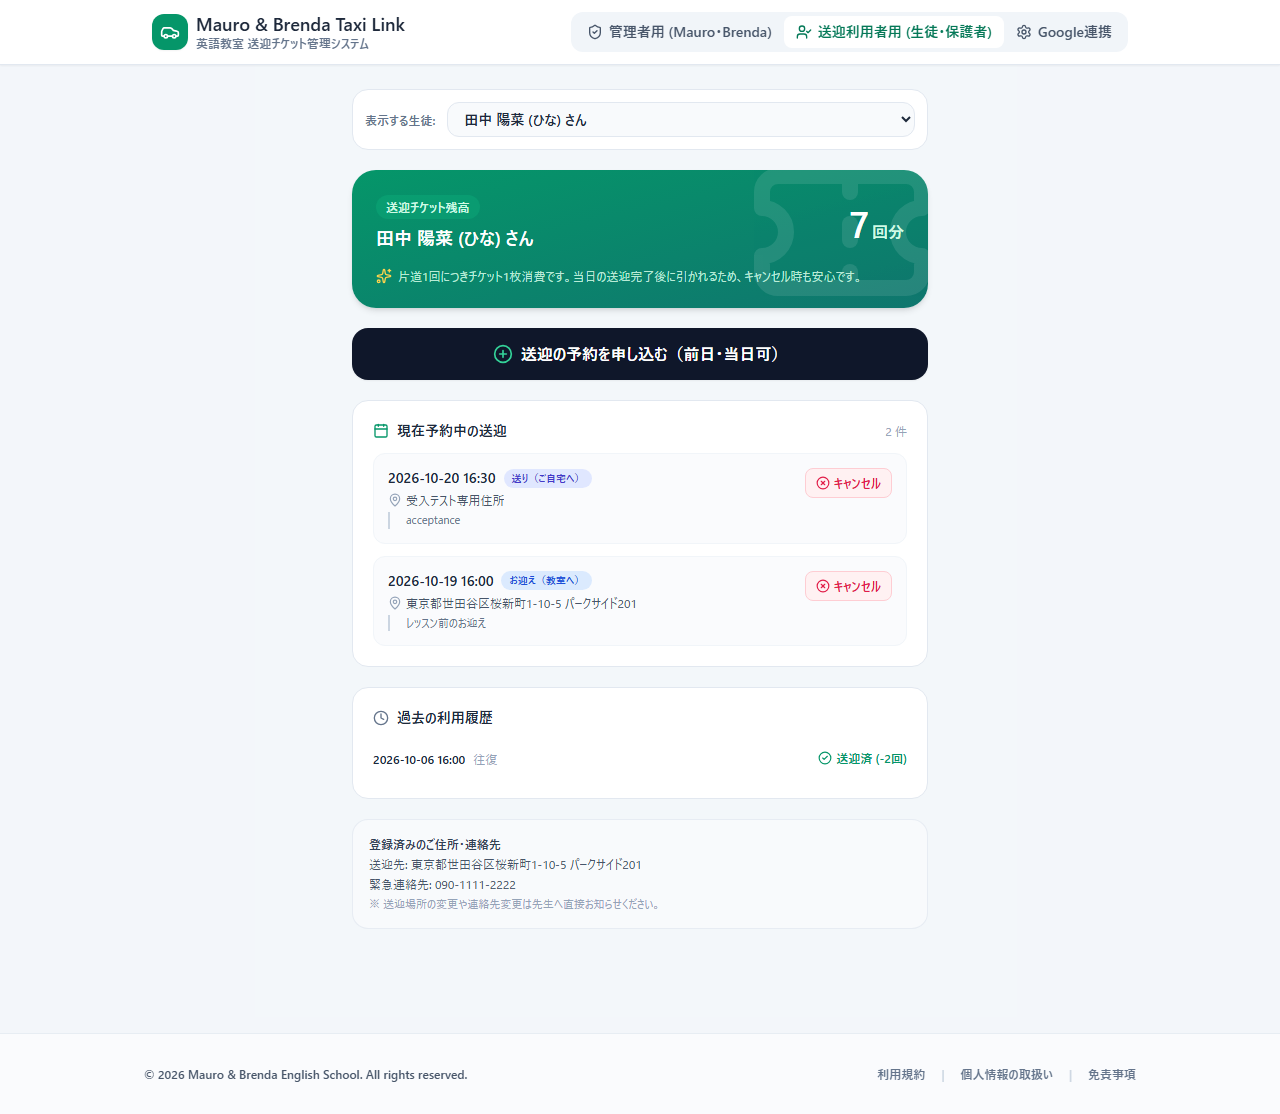 Mauro & Brenda Taxi Link
英語教室 送迎チケット管理システム
管理者用 (Mauro・Brenda)
送迎利用者用 (生徒・保護者)
Google連携
表示する生徒:
田中 陽菜 (ひな) さん
送迎チケット残高
田中 陽菜 (ひな) さん
7 回分
片道1回につきチケット1枚消費です。当日の送迎完了後に引かれるため、キャンセル時も安心です。
送迎の予約を申し込む（前日・当日可）
現在予約中の送迎
2 件
2026-10-20 16:30 送り（ご自宅へ）
キャンセル
受入テスト専用住所
acceptance
2026-10-19 16:00 お迎え（教室へ）
キャンセル
東京都世田谷区桜新町1-10-5 パークサイド201
レッスン前のお迎え
過去の利用履歴
2026-10-06 16:00 往復
送迎済 (-2回)
登録済みのご住所・連絡先
送迎先: 東京都世田谷区桜新町1-10-5 パークサイド201
緊急連絡先: 090-1111-2222
※ 送迎場所の変更や連絡先変更は先生へ直接お知らせください。
© 2026 Mauro & Brenda English School. All rights reserved.
利用規約 | 個人情報の取扱い | 免責事項